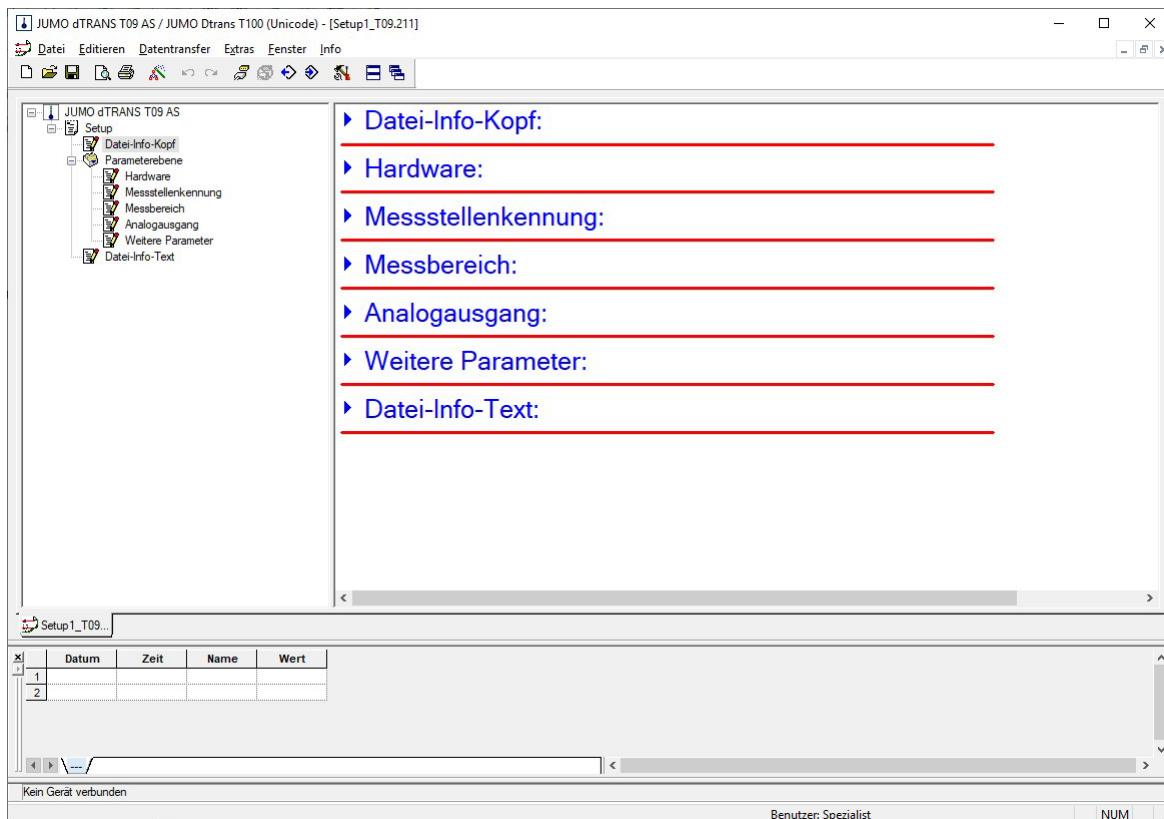 JUMO dTRANS T09 AS / JUMO Dtrans T100 (Unicode) - [Setup1_T09.211]
Datei Editieren Datentransfer Extras Fenster Info
JUMO dTRANS T09 AS
Setup
Datei-Info-Kopf
Parameterebene
Hardware
Messstellenkennung
Messbereich
Analogausgang
Weitere Parameter
Datei-Info-Text
Datei-Info-Kopf:
Hardware:
Messstellenkennung:
Messbereich:
Analogausgang:
Weitere Parameter:
Datei-Info-Text:
Setup1_T09...
Datum Zeit Name Wert
1
2
---
Kein Gerät verbunden
Benutzer: Spezialist NUM